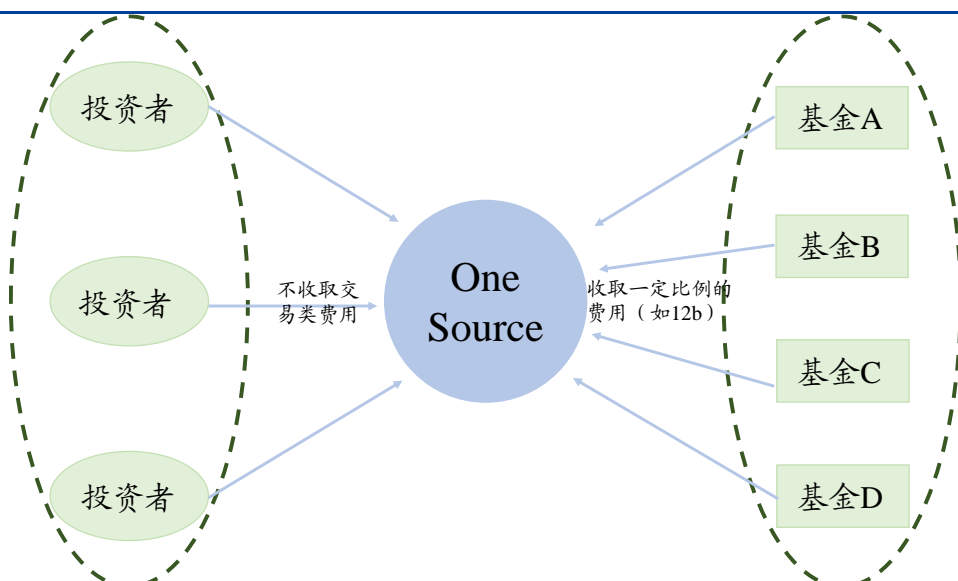 投资者
基金A
基金B
投资者
不收取交
易类费用
One
Source
收取一定比例的
费用（如12b）
基金C
投资者
基金D